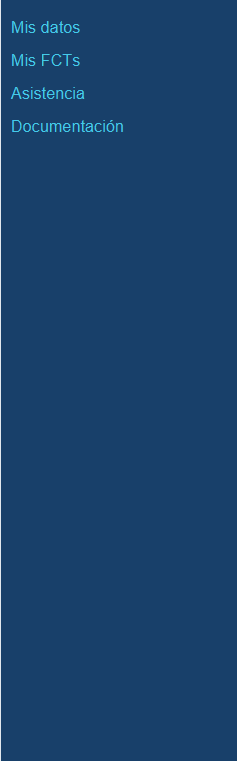 Mis datos
Mis FCTs
Asistencia
Documentación